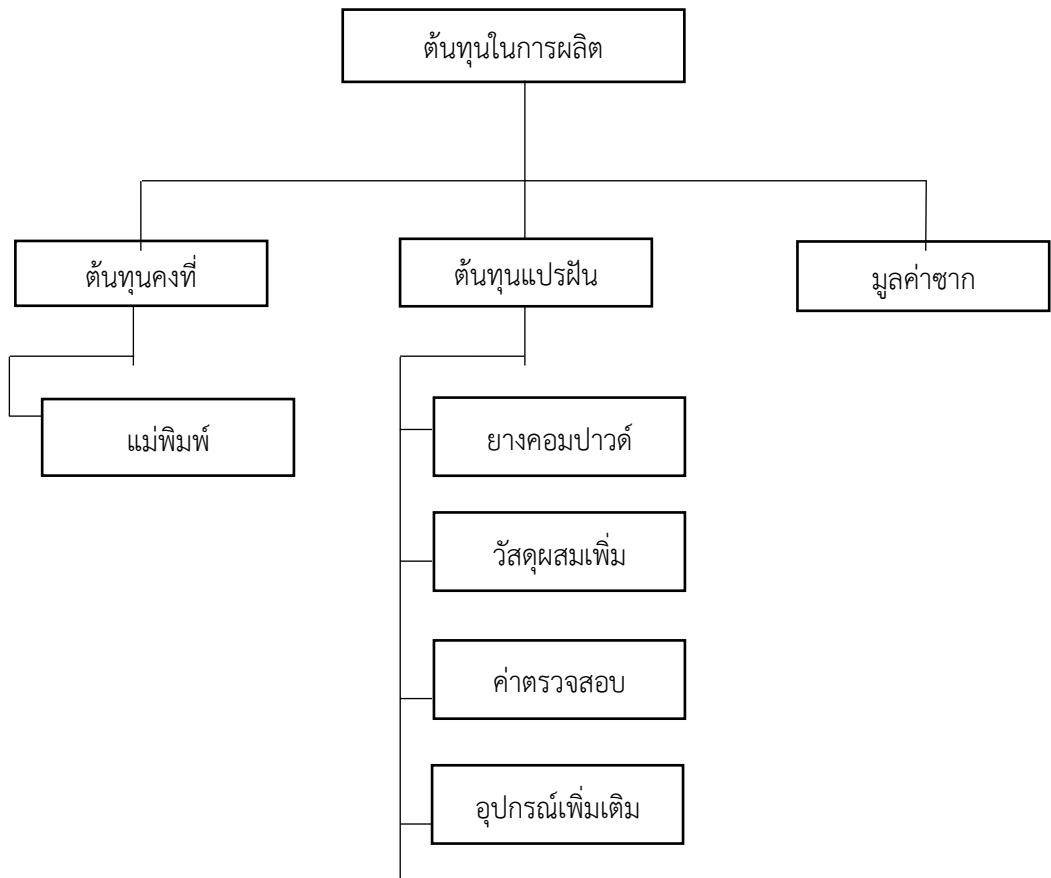 ต้นทุนในการผลิต
ต้นทุนคงที่
ต้นทุนแปรฝัน
มูลค่าซาก
แม่พิมพ์
ยางคอมปาวด์
วัสดุผสมเพิ่ม
ค่าตรวจสอบ
อุปกรณ์เพิ่มเติม